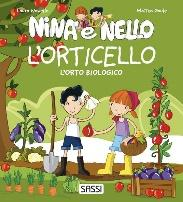 NINA e NELLO
L'ORTICELLO
L'ORTO BIOLOGICO
SASSI